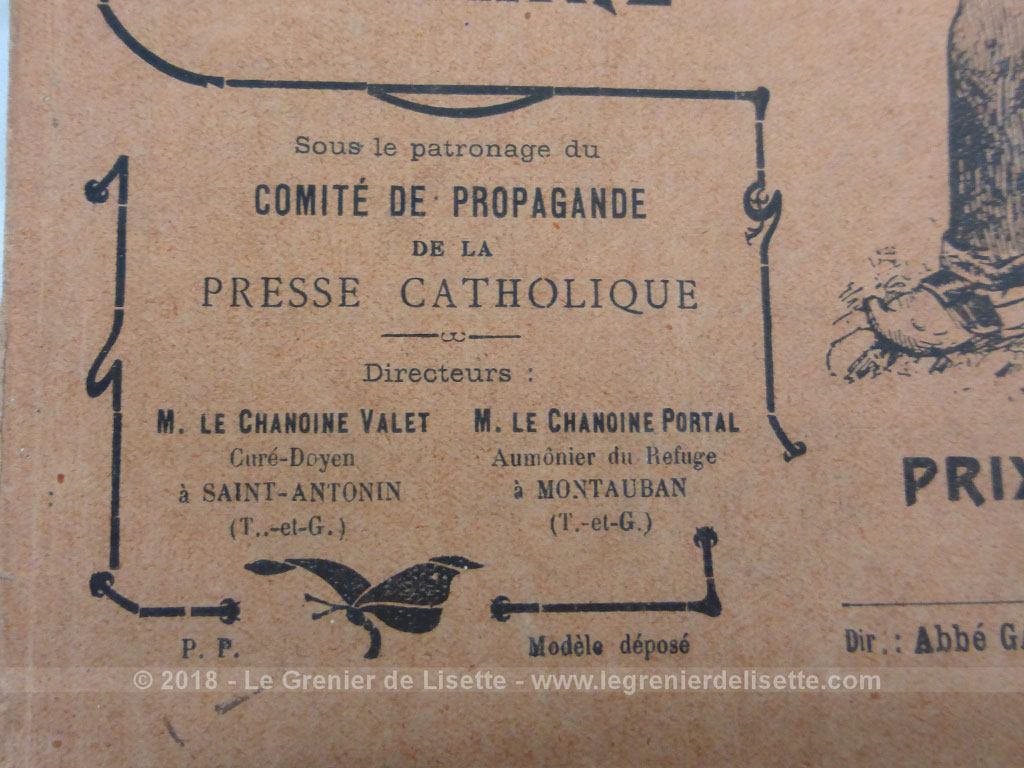 Sous le patronage du
COMITÉ DE PROPAGANDE
DE LA
PRESSE CATHOLIQUE
Directeurs :
M. LE CHANOINE VALET
Curé-Doyen
à SAINT-ANTONIN
(T..-et-G.)
M. LE CHANOINE PORTAL
Aumônier du Refuge
à MONTAUBAN
(T.-et-G.)
PRIX
P. P.
Modèle déposé
Dir.: Abbé
© 2018 - Le Grenier de Lisette - www.legrenierdelisette.com